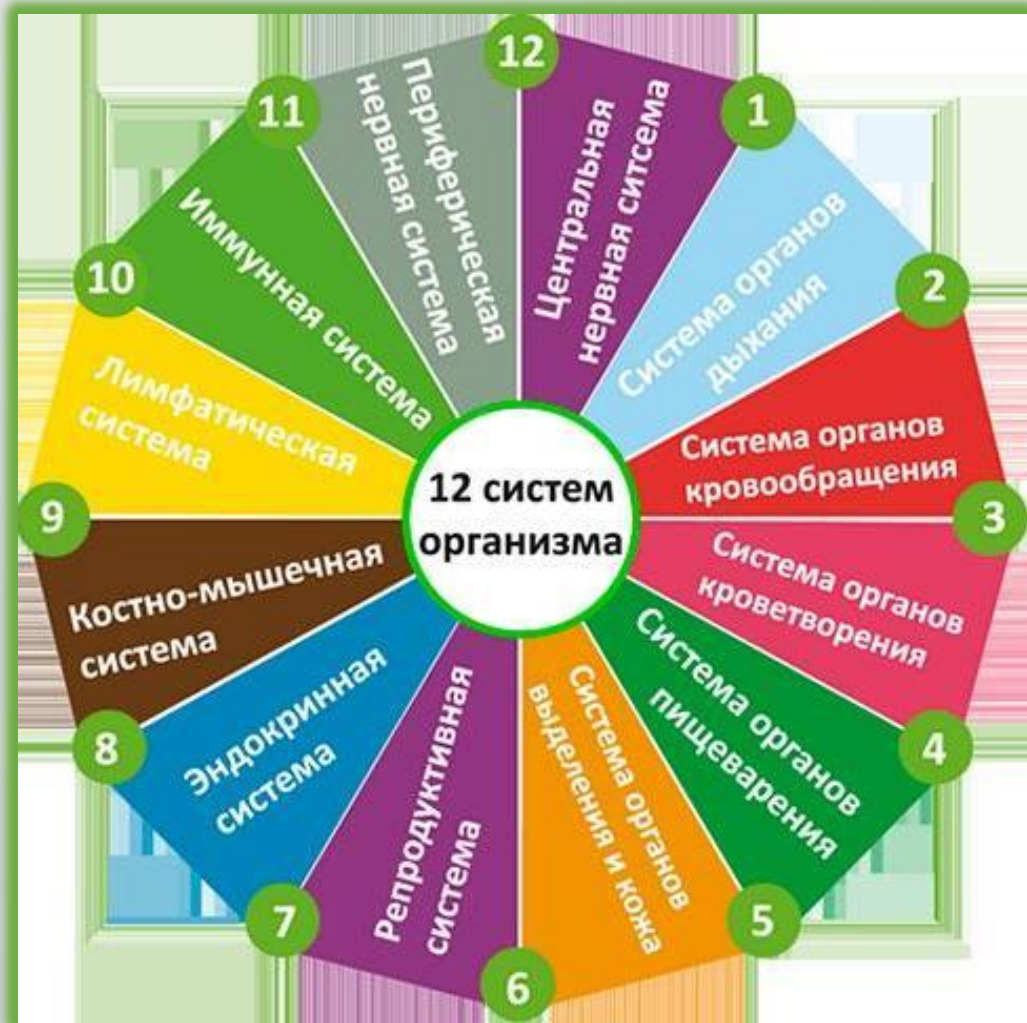 12
Центральная
нервная ситсема
1
Система органов
дыхания
2
Система органов
кровообращения
3
Система органов
кроветворения
4
Система органов
пищеварения
5
Система органов
выделения и кожа
6
Репродуктивная
система
7
Эндокринная
система
8
Костно-мышечная
система
9
Лимфатическая
система
10
Иммунная система
11
Периферическая
нервная система
12 систем
организма